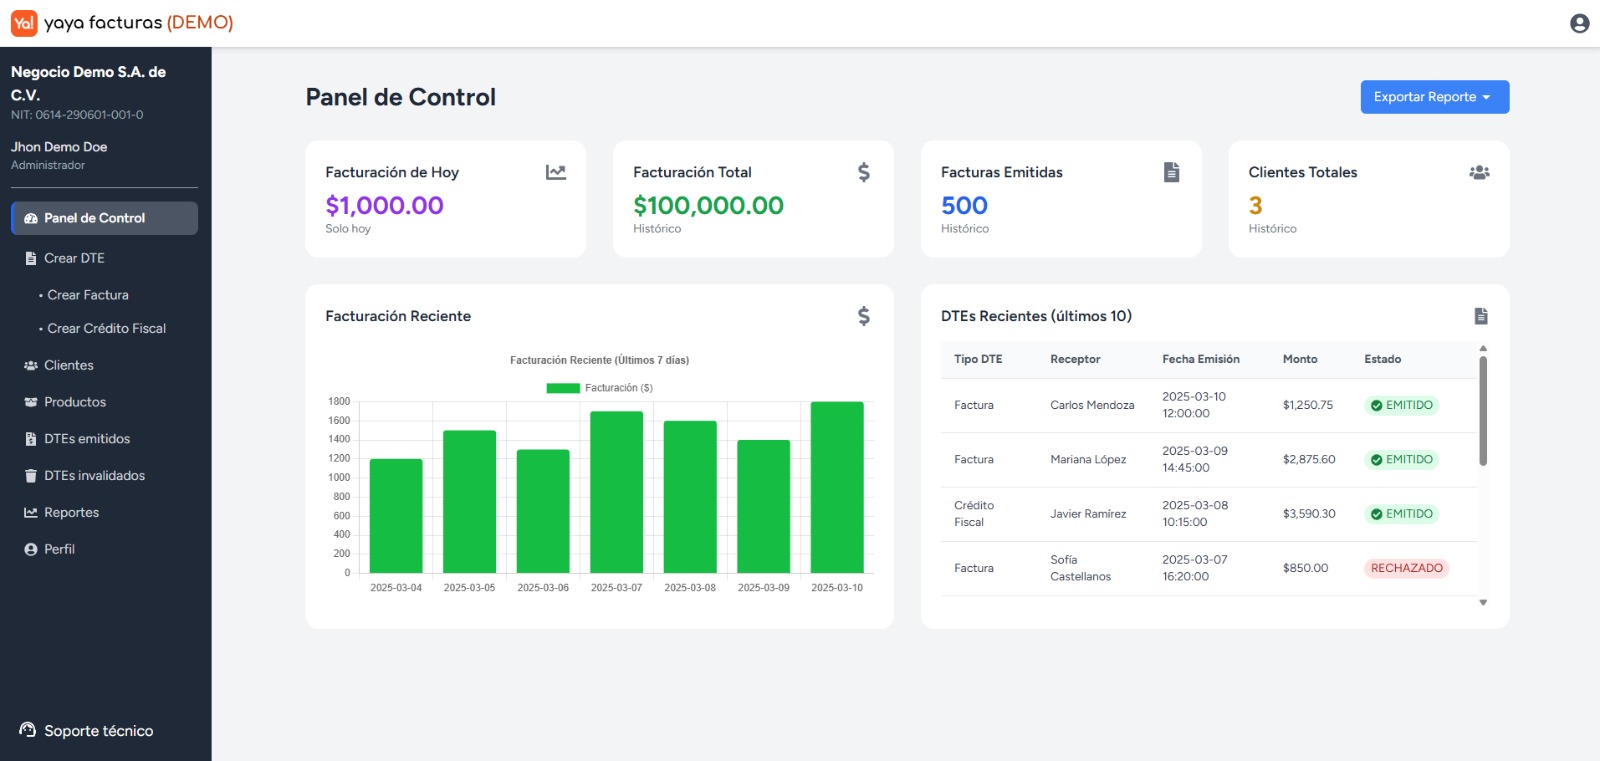 Ya! yaya facturas (DEMO)
Negocio Demo S.A. de
C.V.
NIT: 0614-290601-001-0
Jhon Demo Doe
Administrador
Panel de Control
Crear DTE
• Crear Factura
• Crear Crédito Fiscal
Clientes
Productos
DTEs emitidos
DTEs invalidados
Reportes
Perfil
Soporte técnico
Panel de Control
Exportar Reporte
Facturación de Hoy
$1,000.00
Solo hoy
Facturación Total
$100,000.00
Histórico
Facturas Emitidas
500
Histórico
Clientes Totales
3
Histórico
Facturación Reciente
Facturación Reciente (Últimos 7 días)
Facturación ($)
1800
1600
1400
1200
1000
800
600
400
200
0
2025-03-04 2025-03-05 2025-03-06 2025-03-07 2025-03-08 2025-03-09 2025-03-10
DTEs Recientes (últimos 10)
Tipo DTE Receptor Fecha Emisión Monto Estado
Factura Carlos Mendoza 2025-03-10 12:00:00 $1,250.75 EMITIDO
Factura Mariana López 2025-03-09 14:45:00 $2,875.60 EMITIDO
Crédito Fiscal Javier Ramírez 2025-03-08 10:15:00 $3,590.30 EMITIDO
Factura Sofía Castellanos 2025-03-07 16:20:00 $850.00 RECHAZADO